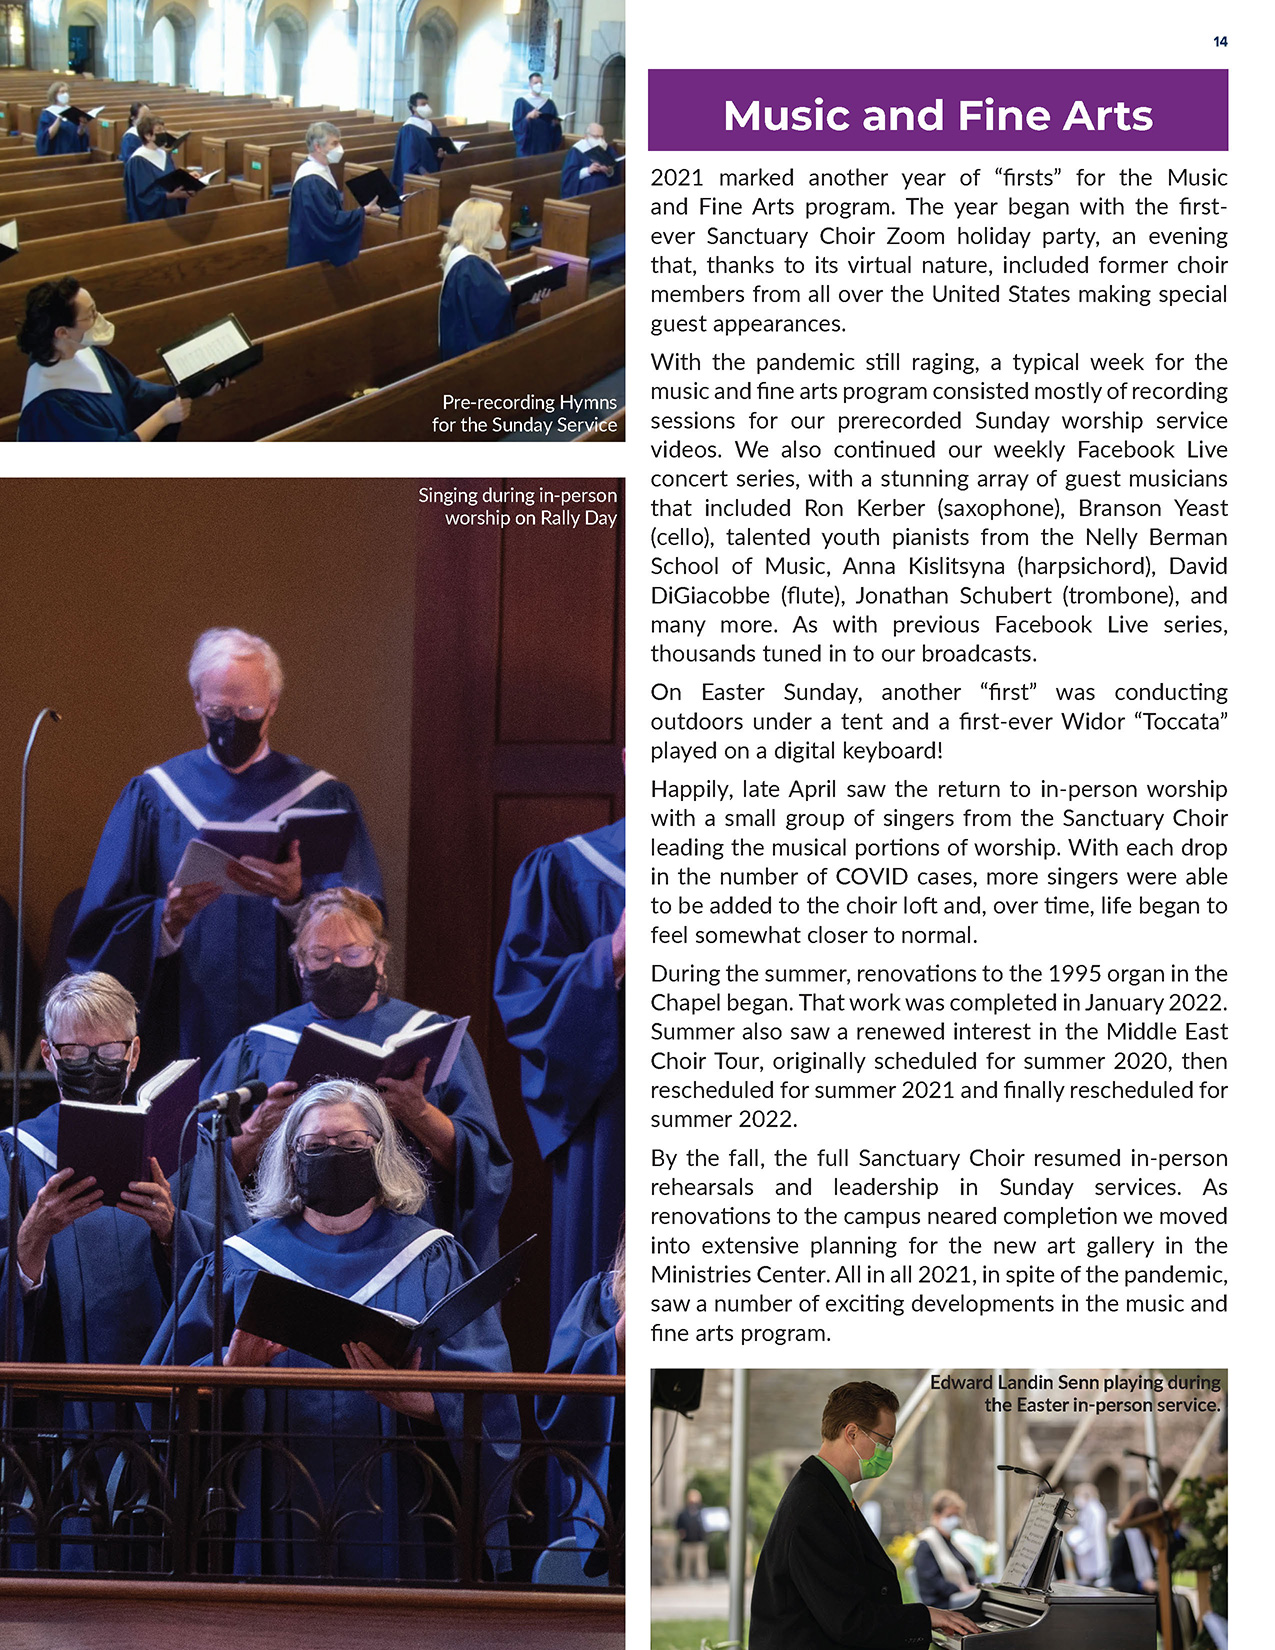 14
Music and Fine Arts
2021 marked another year of “firsts” for the Music
and Fine Arts program. The year began with the first-
ever Sanctuary Choir Zoom holiday party, an evening
that, thanks to its virtual nature, included former choir
members from all over the United States making special
guest appearances.
With the pandemic still raging, a typical week for the
music and fine arts program consisted mostly of recording
sessions for our prerecorded Sunday worship service
videos. We also continued our weekly Facebook Live
concert series, with a stunning array of guest musicians
that included Ron Kerber (saxophone), Branson Yeast
(cello), talented youth pianists from the Nelly Berman
School of Music, Anna Kislitsyna (harpsichord), David
DiGiacobbe (flute), Jonathan Schubert (trombone), and
many more. As with previous Facebook Live series,
thousands tuned in to our broadcasts.
On Easter Sunday, another “first” was conducting
outdoors under a tent and a first-ever Widor “Toccata”
played on a digital keyboard!
Happily, late April saw the return to in-person worship
with a small group of singers from the Sanctuary Choir
leading the musical portions of worship. With each drop
in the number of COVID cases, more singers were able
to be added to the choir loft and, over time, life began to
feel somewhat closer to normal.
During the summer, renovations to the 1995 organ in the
Chapel began. That work was completed in January 2022.
Summer also saw a renewed interest in the Middle East
Choir Tour, originally scheduled for summer 2020, then
rescheduled for summer 2021 and finally rescheduled for
summer 2022.
By the fall, the full Sanctuary Choir resumed in-person
rehearsals and leadership in Sunday services. As
renovations to the campus neared completion we moved
into extensive planning for the new art gallery in the
Ministries Center. All in all 2021, in spite of the pandemic,
saw a number of exciting developments in the music and
fine arts program.
Pre-recording Hymns
for the Sunday Service
Singing during in-person
worship on Rally Day
Edward Landin Senn playing during
the Easter in-person service.